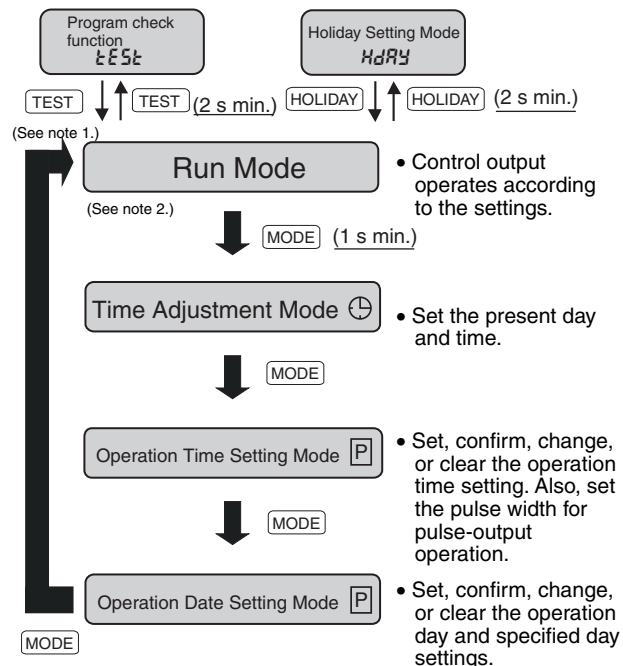 Program check
function
tESt
Holiday Setting Mode
HdAY
TEST
TEST
(2 s min.)
HOLIDAY
HOLIDAY
(2 s min.)
(See note 1.)
Run Mode
• Control output
operates according
to the settings.
(See note 2.)
MODE
(1 s min.)
Time Adjustment Mode
• Set the present day
and time.
MODE
Operation Time Setting Mode P
• Set, confirm, change,
or clear the operation
time setting. Also, set
the pulse width for
pulse-output
operation.
MODE
Operation Date Setting Mode P
• Set, confirm, change,
or clear the operation
day and specified day
settings.
MODE